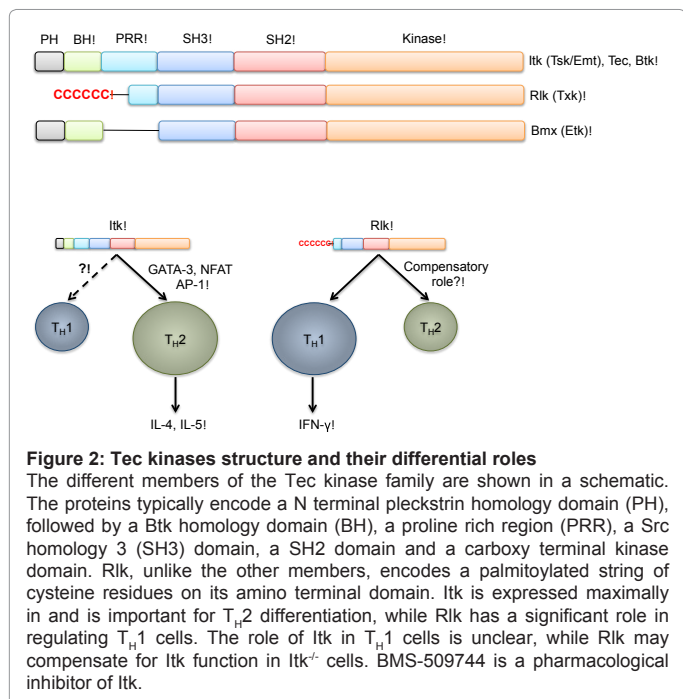 PH BH! PRR! SH3! SH2! Kinase!
Itk (Tsk/Emt), Tec, Btk!
CCCCCC!
Rlk (Txk)!
Bmx (Etk)!
Itk!
Rlk!
CCCCCC!
?!
GATA-3, NFAT
AP-1!
Compensatory
role?!
TH1
TH2
TH1
TH2
IL-4, IL-5!
IFN-γ!
Figure 2: Tec kinases structure and their differential roles
The different members of the Tec kinase family are shown in a schematic.
The proteins typically encode a N terminal pleckstrin homology domain (PH),
followed by a Btk homology domain (BH), a proline rich region (PRR), a Src
homology 3 (SH3) domain, a SH2 domain and a carboxy terminal kinase
domain. Rlk, unlike the other members, encodes a palmitoylated string of
cysteine residues on its amino terminal domain. Itk is expressed maximally
in and is important for TH2 differentiation, while Rlk has a significant role in
regulating TH1 cells. The role of Itk in TH1 cells is unclear, while Rlk may
compensate for Itk function in Itk-/- cells. BMS-509744 is a pharmacological
inhibitor of Itk.